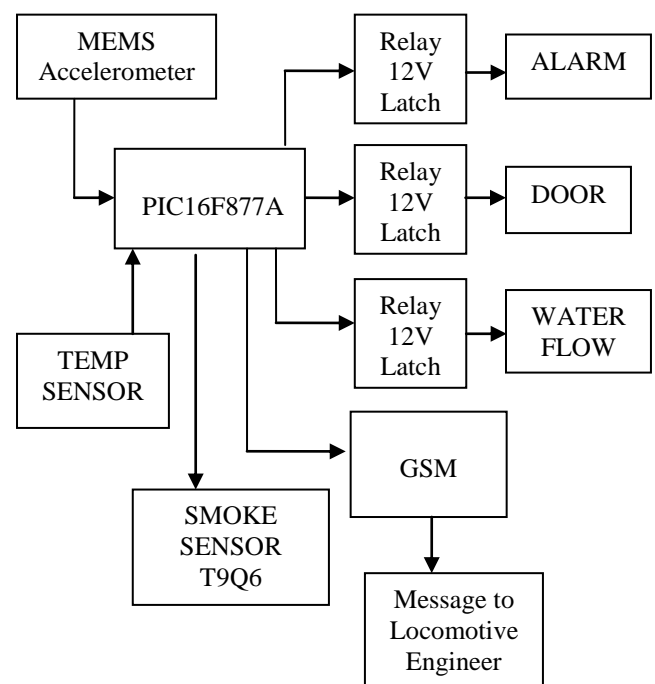 MEMS
Accelerometer
Relay
12V
Latch
ALARM
PIC16F877A
Relay
12V
Latch
DOOR
TEMP
SENSOR
Relay
12V
Latch
WATER
FLOW
GSM
SMOKE
SENSOR
T9Q6
Message to
Locomotive
Engineer